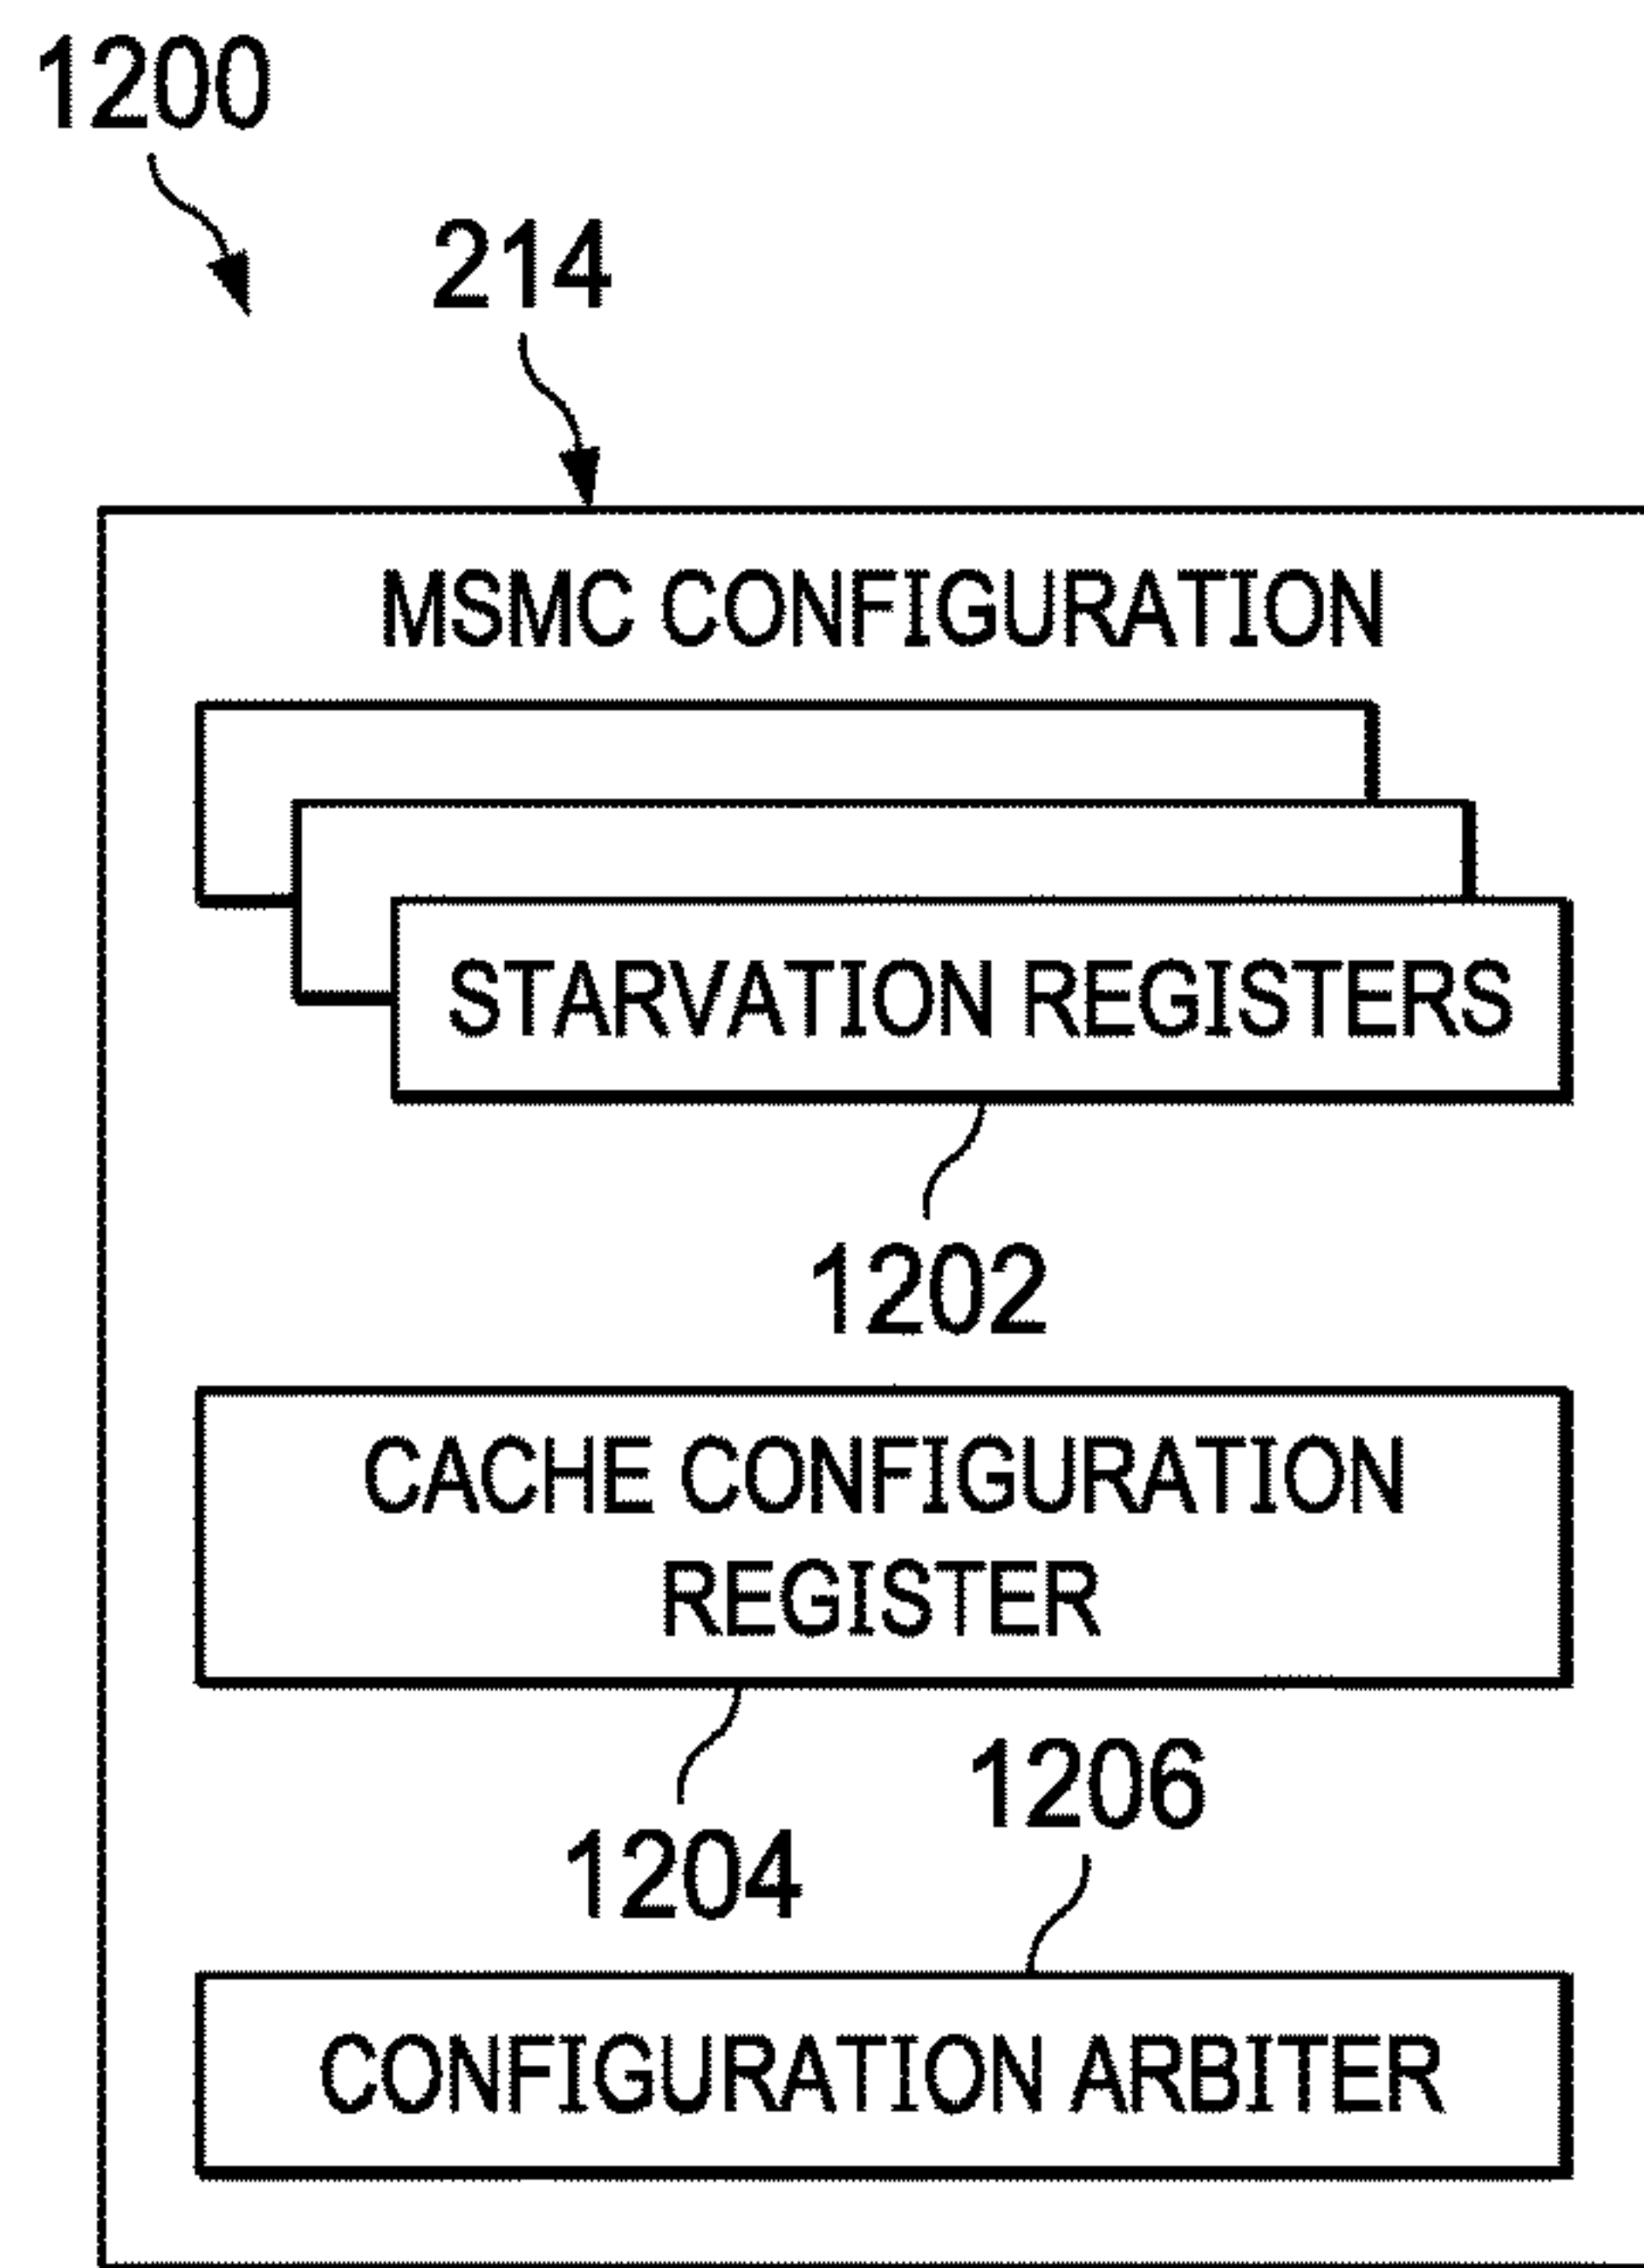 1200
214
MSMC CONFIGURATION
STARVATION REGISTERS
1202
CACHE CONFIGURATION
REGISTER
1206
1204
CONFIGURATION ARBITER